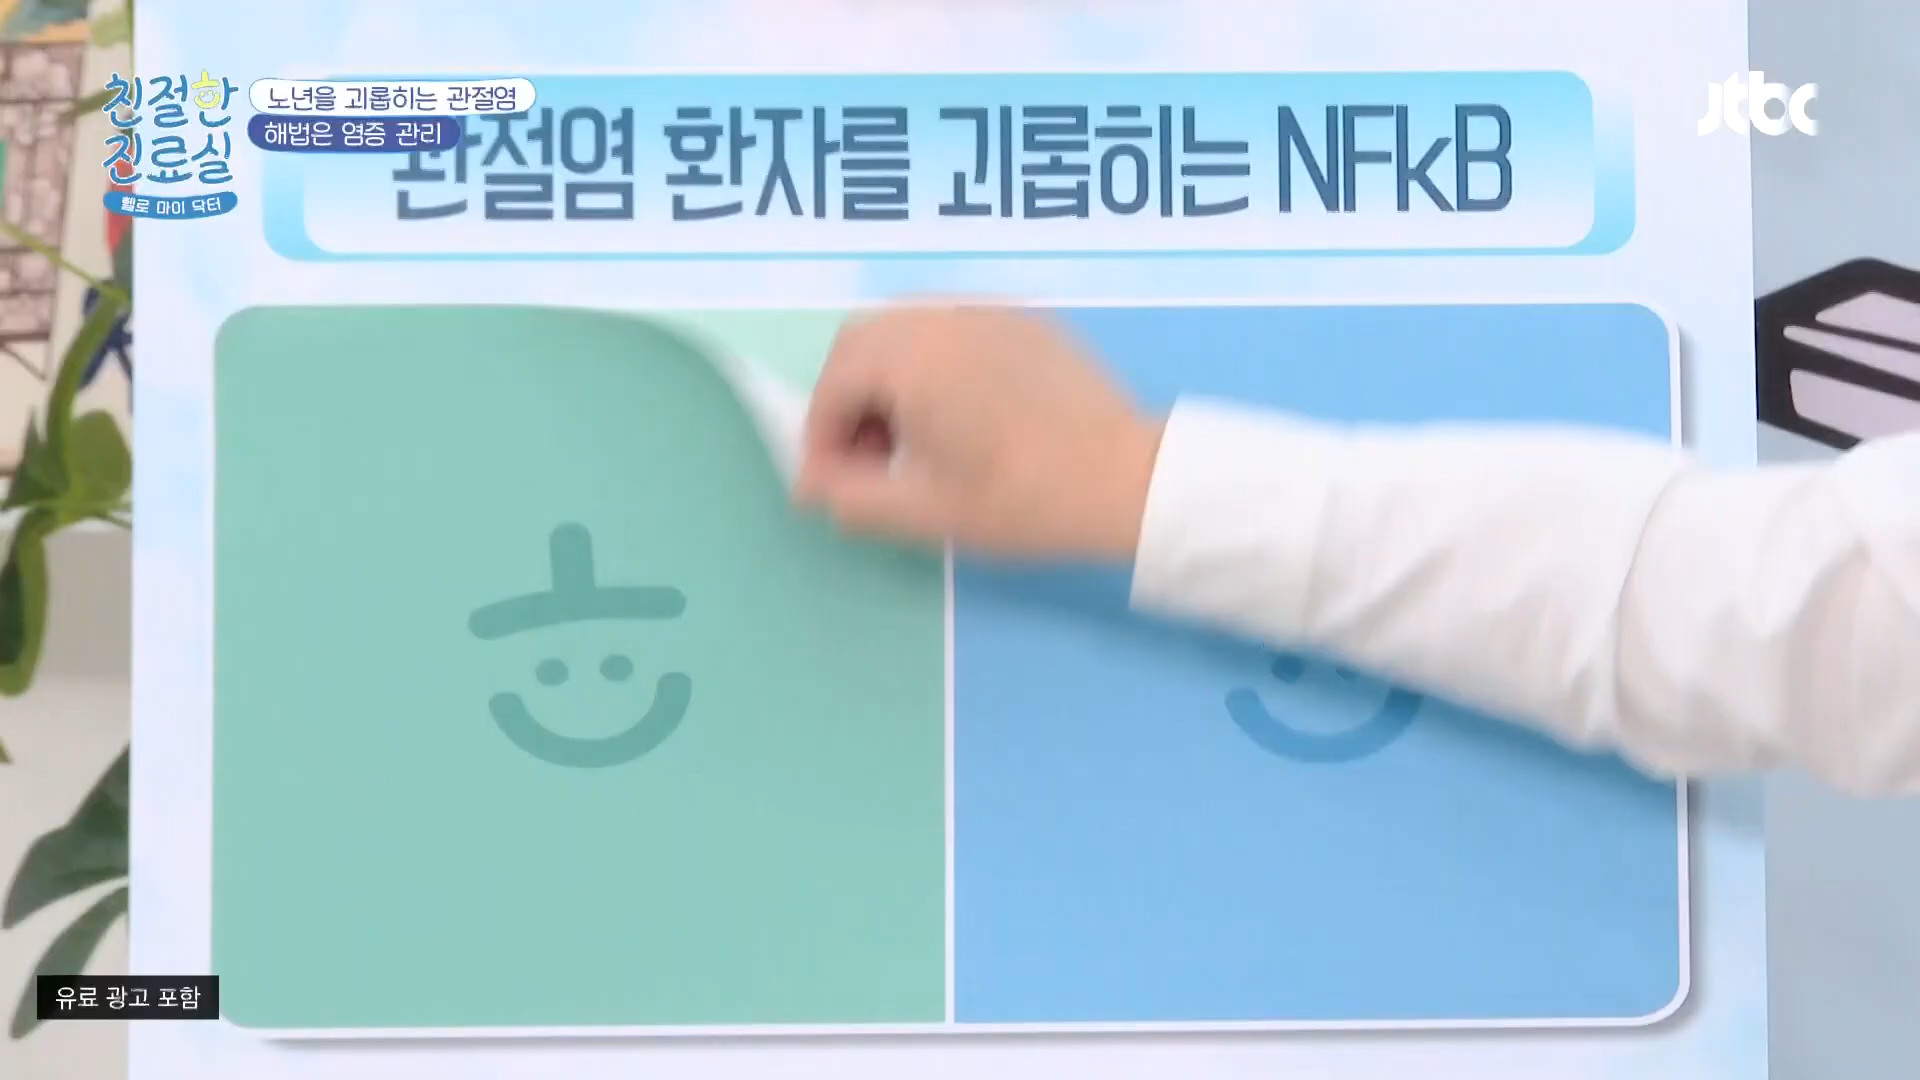 친절한
진료실
헬로 마이 닥터
노년을 괴롭히는 관절염
해법은 염증 관리
jtbc
관절염 환자를 괴롭히는 NFkB
유료 광고 포함